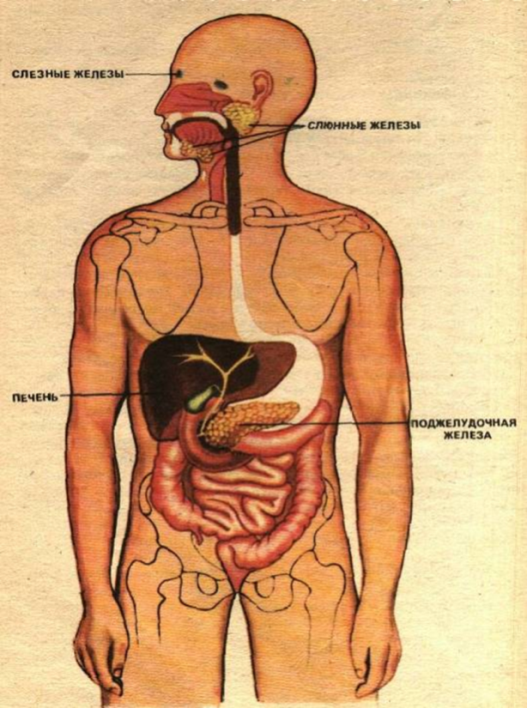 СЛЕЗНЫЕ ЖЕЛЕЗЫ
СЛЮННЫЕ ЖЕЛЕЗЫ
ПЕЧЕНЬ
ПОДЖЕЛУДОЧНАЯ
ЖЕЛЕЗА